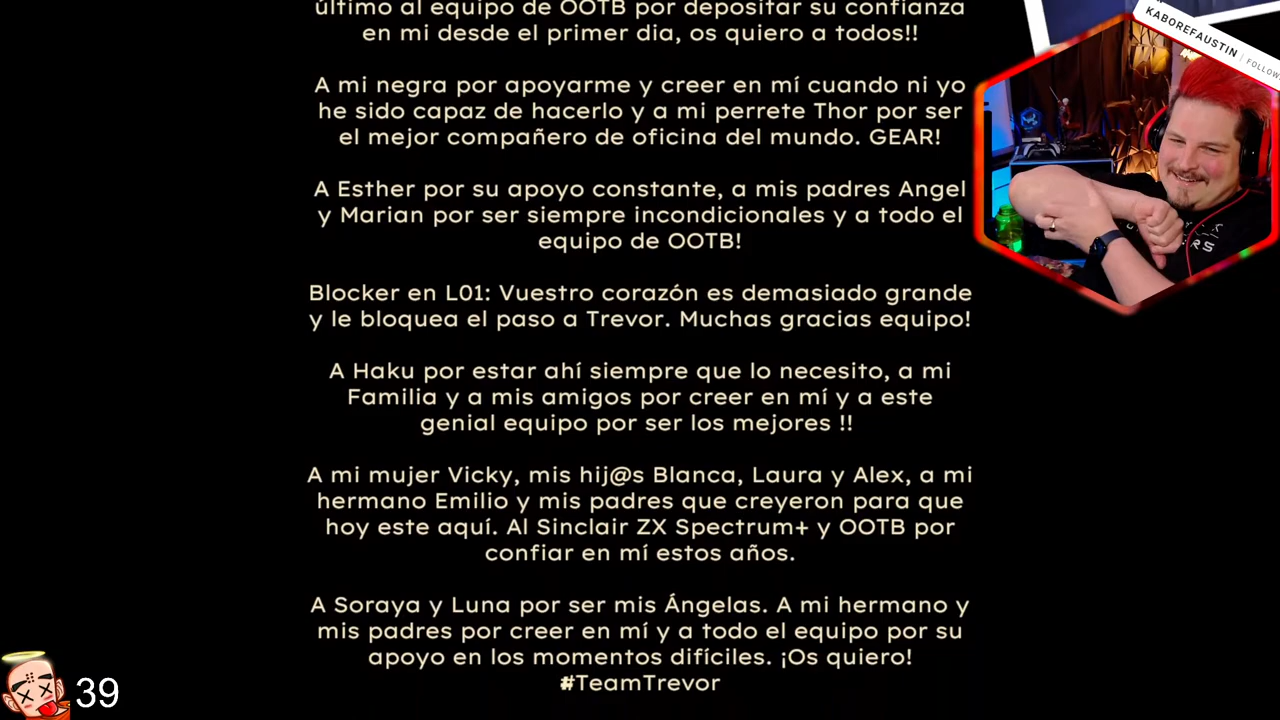 último al equipo de OOTB por depositar su confianza
en mi desde el primer dia, os quiero a todos!!
A mi negra por apoyarme y creer en mí cuando ni yo
he sido capaz de hacerlo y a mi perrete Thor por ser
el mejor compañero de oficina del mundo. GEAR!
A Esther por su apoyo constante, a mis padres Angel
y Marian por ser siempre incondicionales y a todo el
equipo de OOTB!
Blocker en L01: Vuestro corazón es demasiado grande
y le bloquea el paso a Trevor. Muchas gracias equipo!
A Haku por estar ahí siempre que lo necesito, a mi
Familia y a mis amigos por creer en mí y a este
genial equipo por ser los mejores !!
A mi mujer Vicky, mis hij@s Blanca, Laura y Alex, a mi
hermano Emilio y mis padres que creyeron para que
hoy este aquí. Al Sinclair ZX Spectrum+ y OOTB por
confiar en mí estos años.
A Soraya y Luna por ser mis Ángelas. A mi hermano y
mis padres por creer en mí y a todo el equipo por su
apoyo en los momentos difíciles. ¡Os quiero!
#TeamTrevor
KABOREFAUSTIN
39